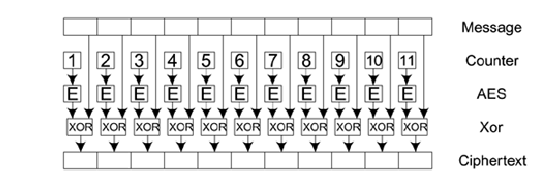 Message
1 2 3 4 5 6 7 8 9 10 11 Counter
E E E E E E E E E E E AES
XOR XOR XOR XOR XOR XOR XOR XOR XOR XOR XOR Xor
Ciphertext